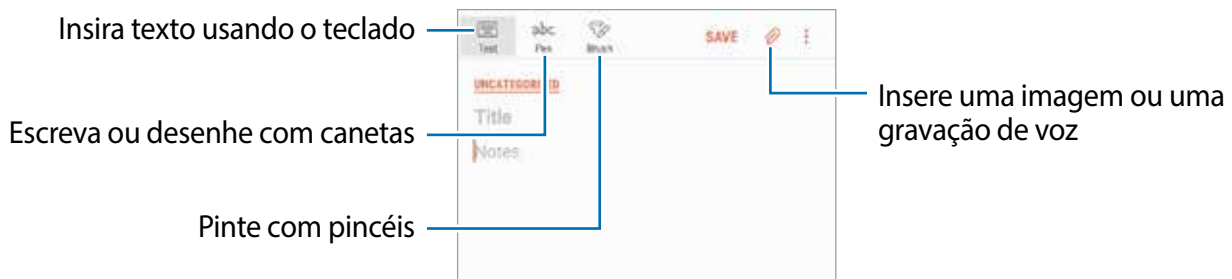 Insira texto usando o teclado
Text
abc
Pen
Brush
SAVE
UNCATEGORIZED
Insere uma imagem ou uma
gravação de voz
Title
Escreva ou desenhe com canetas
Notes
Pinte com pincéis